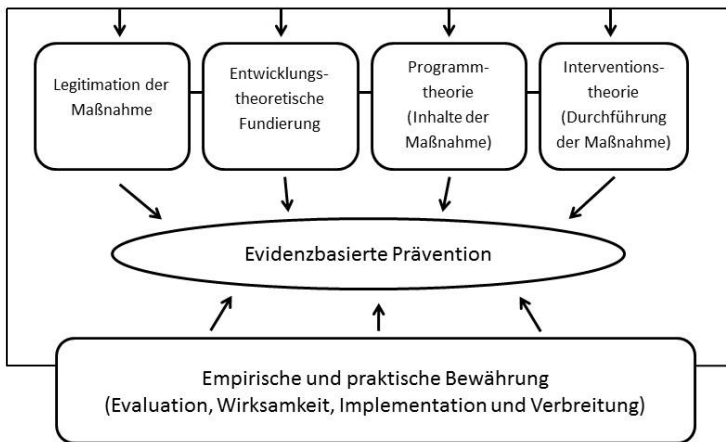 Legitimation der
Maßnahme
Entwicklungs-
theoretische
Fundierung
Programm-
theorie
(Inhalte der
Maßnahme)
Interventions-
theorie
(Durchführung
der Maßnahme)
Evidenzbasierte Prävention
Empirische und praktische Bewährung
(Evaluation, Wirksamkeit, Implementation und Verbreitung)